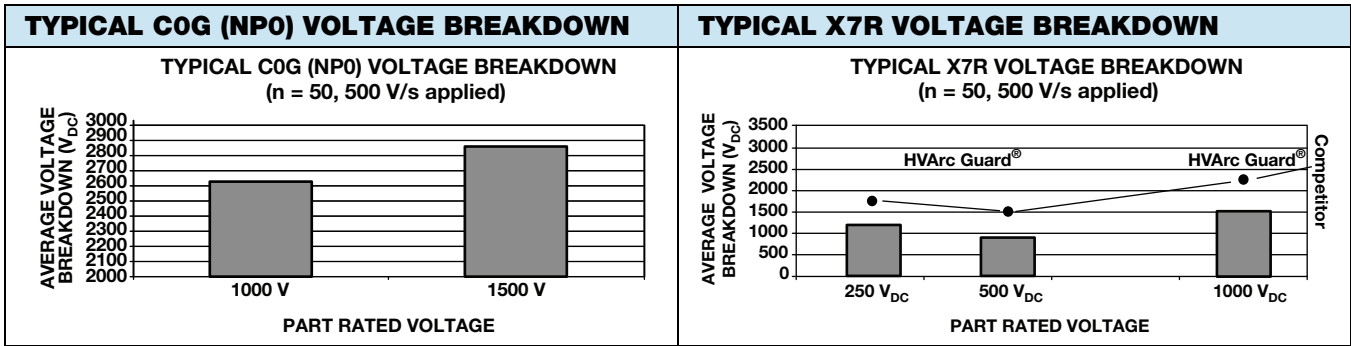 TYPICAL C0G (NP0) VOLTAGE BREAKDOWN
TYPICAL C0G (NP0) VOLTAGE BREAKDOWN
(n = 50, 500 V/s applied)
AVERAGE VOLTAGE
BREAKDOWN (VDC)
3000
2900
2800
2700
2600
2500
2400
2300
2200
2100
2000
1000 V
1500 V
PART RATED VOLTAGE
TYPICAL X7R VOLTAGE BREAKDOWN
TYPICAL X7R VOLTAGE BREAKDOWN
(n = 50, 500 V/s applied)
AVERAGE VOLTAGE
BREAKDOWN (VDC)
3500
3000
2500
2000
1500
1000
500
0
HVArc Guard®
HVArc Guard®
Competitor
250 VDC
500 VDC
1000 VDC
PART RATED VOLTAGE